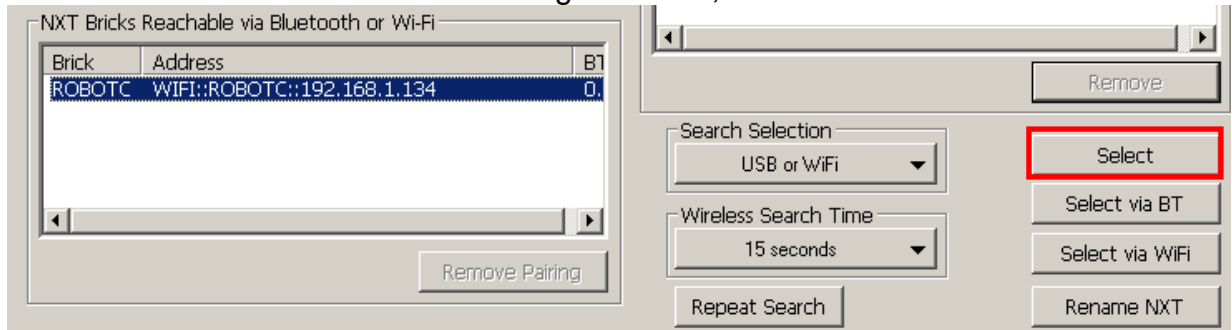 NXT Bricks Reachable via Bluetooth or Wi-Fi
Brick Address BT
ROBOTC WIFI::ROBOTC::192.168.1.134 0.
Remove Pairing
Remove
Search Selection
USB or WiFi
Wireless Search Time
15 seconds
Repeat Search
Select
Select via BT
Select via WiFi
Rename NXT